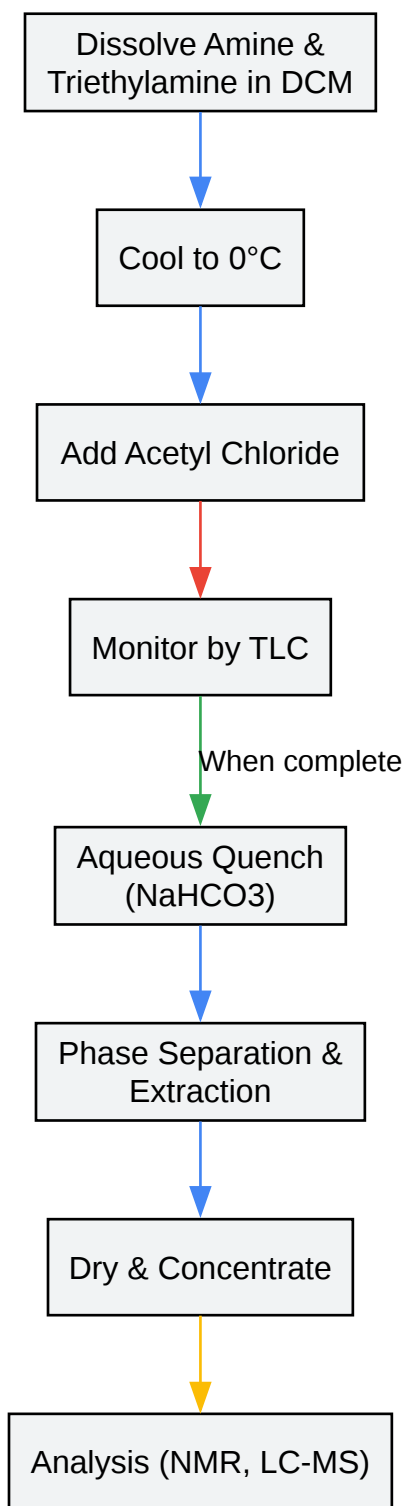 Dissolve Amine &
Triethylamine in DCM
Cool to 0°C
Add Acetyl Chloride
Monitor by TLC
When complete
Aqueous Quench
(NaHCO3)
Phase Separation &
Extraction
Dry & Concentrate
Analysis (NMR, LC-MS)